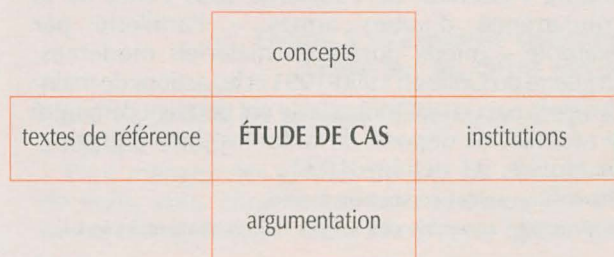 concepts
textes de référence ÉTUDE DE CAS institutions
argumentation